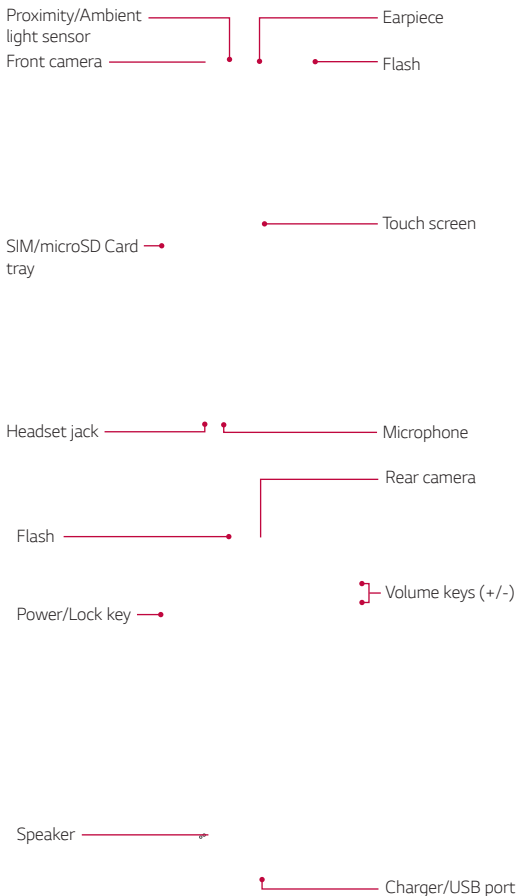 Proximity/Ambient
light sensor
Earpiece
Front camera
Flash
Touch screen
SIM/microSD Card
tray
Headset jack
Microphone
Rear camera
Flash
Volume keys (+/-)
Power/Lock key
Speaker
Charger/USB port